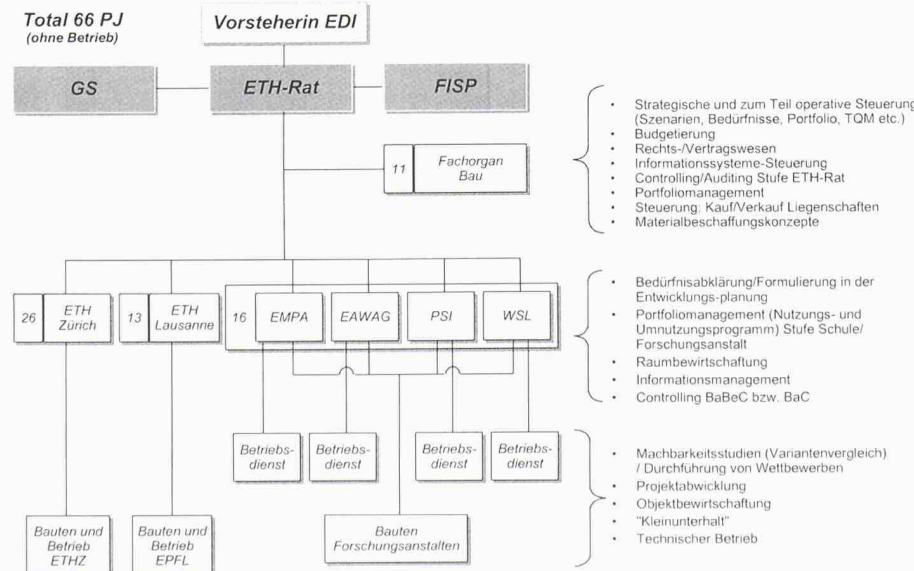 Total 66 PJ
(ohne Betrieb)
Vorsteherin EDI
GS
ETH-Rat
FISP
11
Fachorgan
Bau
• Strategische und zum Teil operative Steuerung
(Szenarien, Bedürfnisse, Portfolio, TQM etc.)
• Budgetierung
• Rechts-/Vertragswesen
• Informationssysteme-Steuerung
• Controlling/Auditing Stufe ETH-Rat
• Portfoliomanagement
• Steuerung: Kauf/Verkauf Liegenschaften
• Materialbeschaffungskonzepte
26
ETH
Zürich
13
ETH
Lausanne
16
EMPA
EAWAG
PSI
WSL
• Bedürfnisabklärung/Formulierung in der
Entwicklungs-planung
• Portfoliomanagement (Nutzungs- und
Umnutzungsprogramm) Stufe Schule/
Forschungsanstalt
• Raumbewirtschaftung
• Informationsmanagement
• Controlling BaBeC bzw. BaC
Betriebs-
dienst
Betriebs-
dienst
Betriebs-
dienst
Betriebs-
dienst
• Machbarkeitsstudien (Variantenvergleich)
/ Durchführung von Wettbewerben
• Projektabwicklung
• Objektbewirtschaftung
• "Kleinunterhalt"
• Technischer Betrieb
Bauten und
Betrieb
ETHZ
Bauten und
Betrieb
EPFL
Bauten
Forschungsanstalten